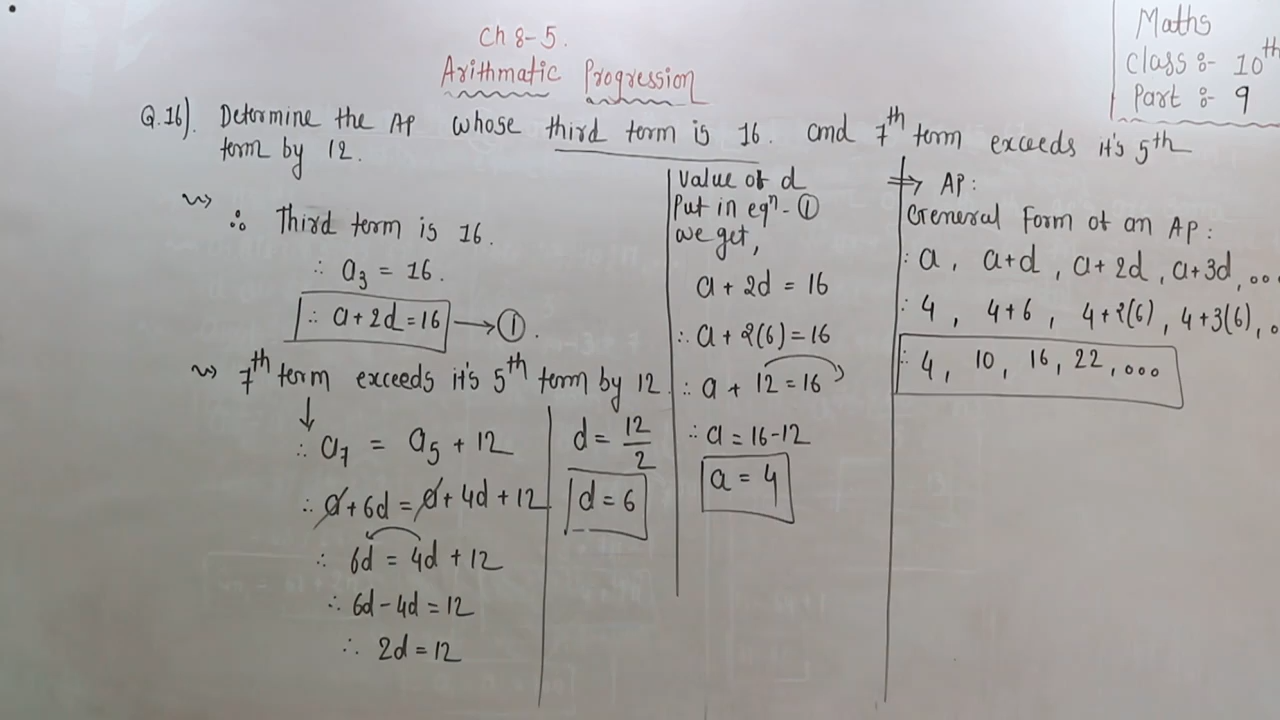 Ch 8-5.
Arithmatic Progression
Maths
Class :- 10th
Part :- 9
Q.16). Determine the AP whose third term is 16. and 7th term exceeds it's 5th
term by 12.
∴ Third term is 16.
∴ a₃ = 16.
∴ a + 2d = 16 → ①.
7th term exceeds it's 5th term by 12.
∴ a₇ = a₅ + 12
∴ a + 6d = a + 4d + 12
∴ 6d = 4d + 12
∴ 6d - 4d = 12
∴ 2d = 12
d = 12/2
d = 6
Value of d
Put in eqn - ①
we get,
a + 2d = 16
∴ a + 2(6) = 16
∴ a + 12 = 16
∴ a = 16 - 12
a = 4
⇒ AP:
General Form of an AP:
: a, a+d, a+2d, a+3d, ...
: 4, 4+6, 4+2(6), 4+3(6), .
∴ 4, 10, 16, 22, ...